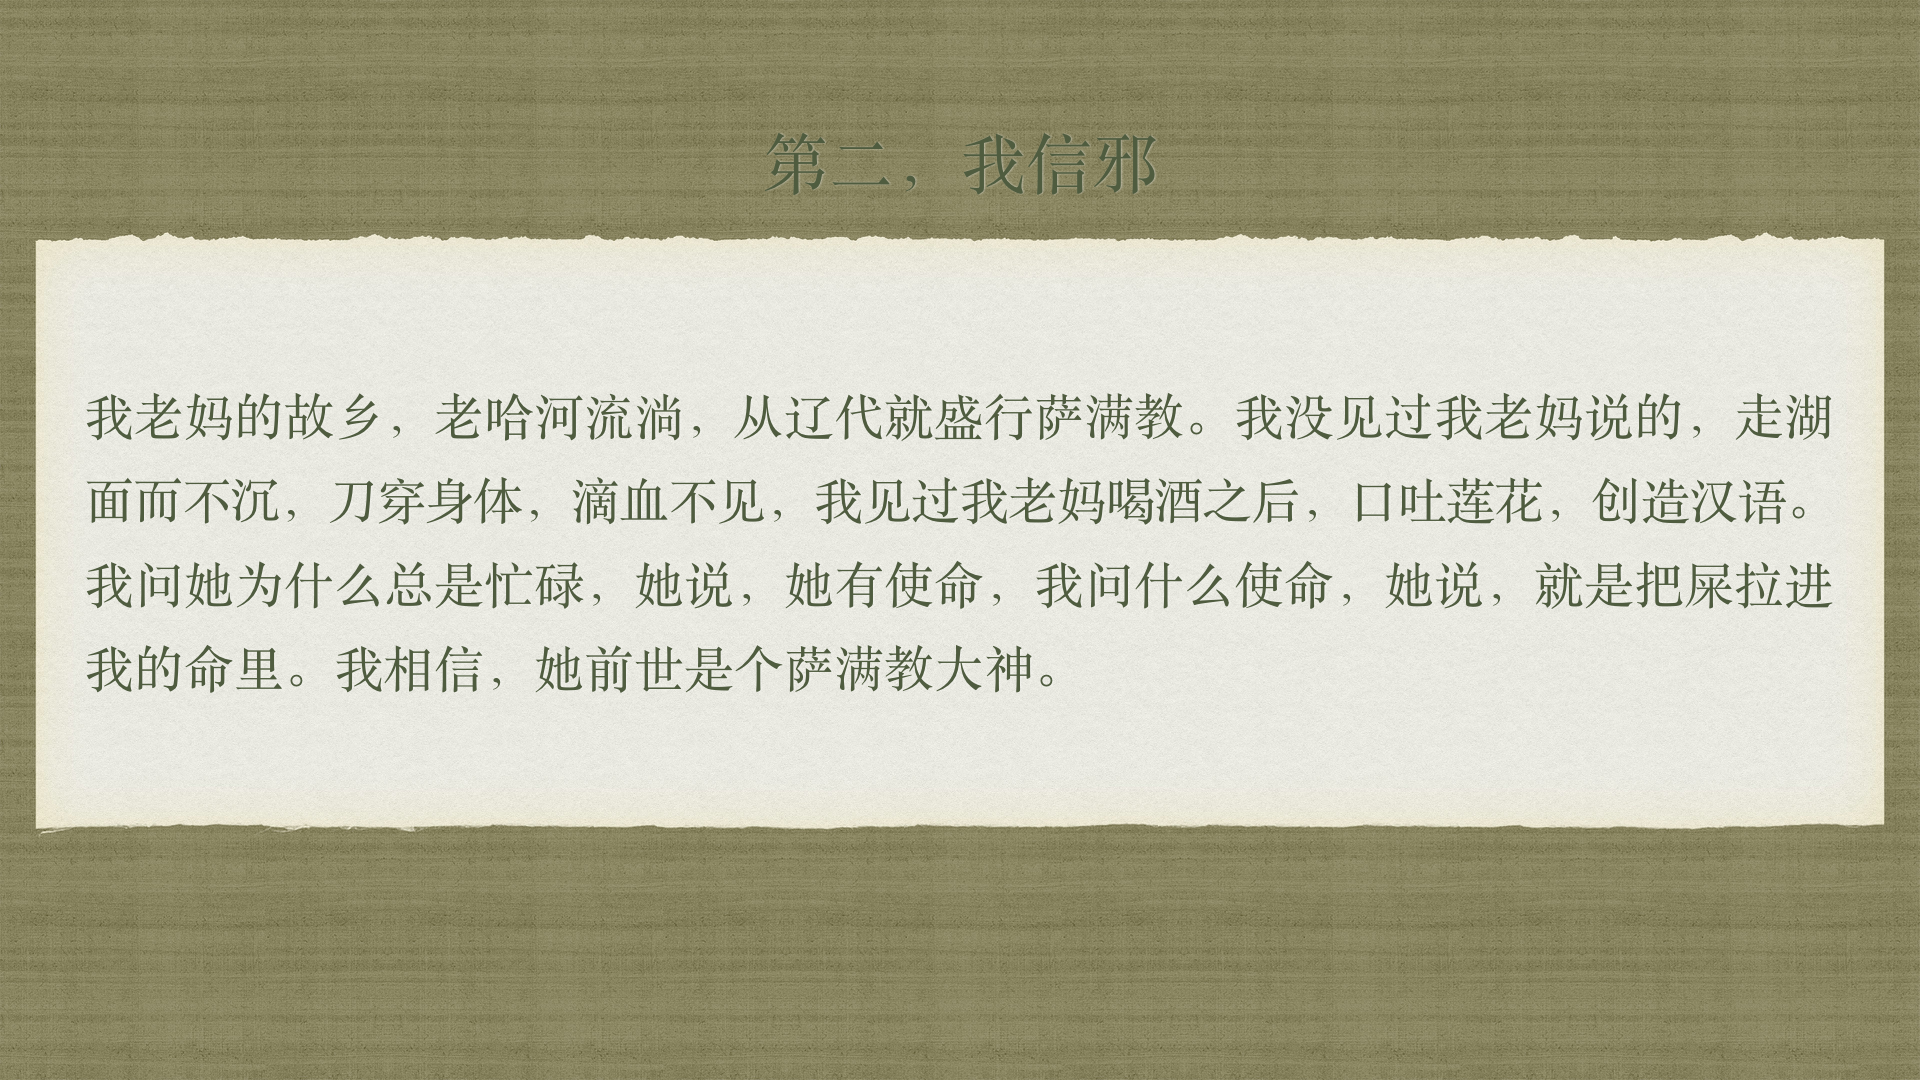 第二，我信邪
我老妈的故乡，老哈河流淌，从辽代就盛行萨满教。我没见过我老妈说的，走湖
面而不沉，刀穿身体，滴血不见，我见过我老妈喝酒之后，口吐莲花，创造汉语。
我问她为什么总是忙碌，她说，她有使命，我问什么使命，她说，就是把屎拉进
我的命里。我相信，她前世是个萨满教大神。